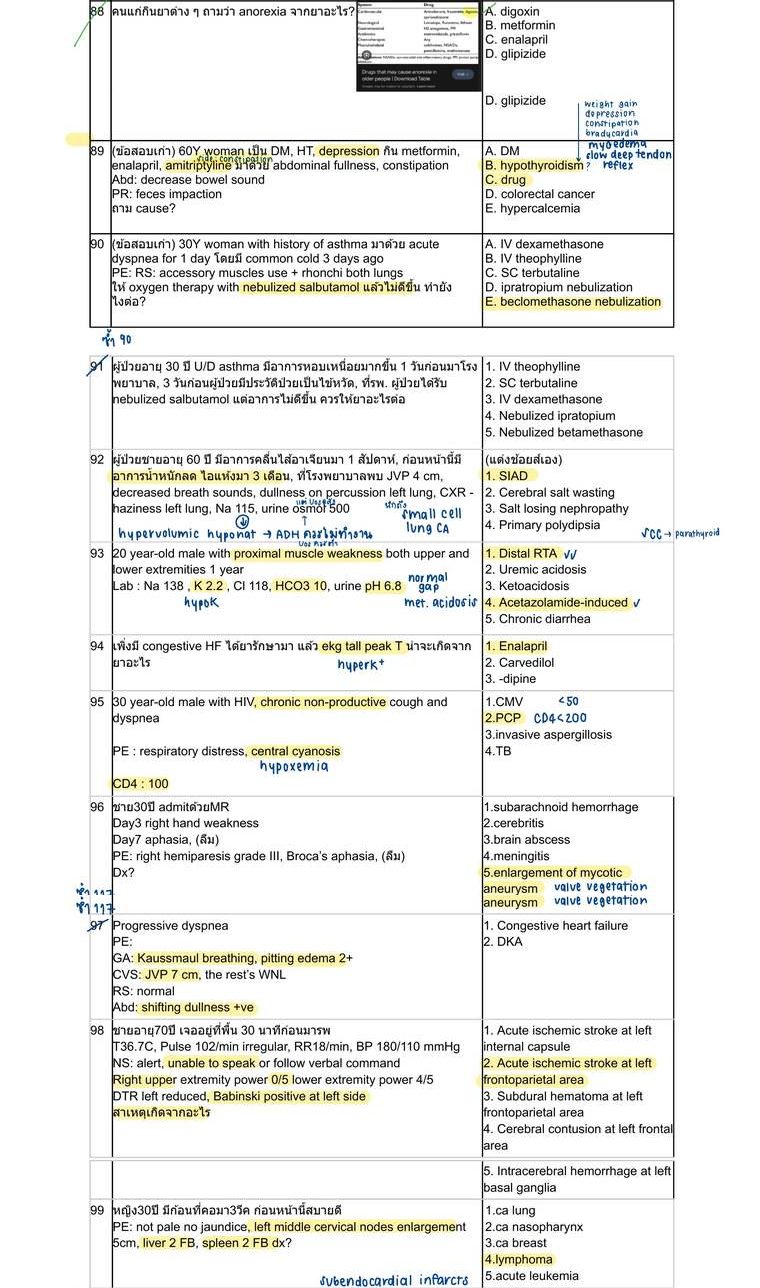 88 คนแก่กินยาต่าง ๆ ถามว่า anorexia จากยาอะไร?
System Drug
Drugs that may cause anorexia in
older people | Download Table
A. digoxin
B. metformin
C. enalapril
D. glipizide
D. glipizide
weight gain
depression
constipation
bradycardia
myoedema
slow deep tendon
reflex
89 (ข้อสอบเก่า) 60Y woman เป็น DM, HT, depression กิน metformin,
enalapril, amitriptyline มาด้วย abdominal fullness, constipation
side: constipation
Abd: decrease bowel sound
PR: feces impaction
ถาม cause?
A. DM
B. hypothyroidism?
C. drug
D. colorectal cancer
E. hypercalcemia
90 (ข้อสอบเก่า) 30Y woman with history of asthma มาด้วย acute
dyspnea for 1 day โดยมี common cold 3 days ago
PE: RS: accessory muscles use + rhonchi both lungs
ให้ oxygen therapy with nebulized salbutamol แล้วไม่ดีขึ้น ทำยัง
ไงต่อ?
A. IV dexamethasone
B. IV theophylline
C. SC terbutaline
D. ipratropium nebulization
E. beclomethasone nebulization
ซ้ำ 90
91 ผู้ป่วยอายุ 30 ปี U/D asthma มีอาการหอบเหนื่อยมากขึ้น 1 วันก่อนมาโรง
พยาบาล, 3 วันก่อนผู้ป่วยมีประวัติป่วยเป็นไข้หวัด, ที่รพ. ผู้ป่วยได้รับ
nebulized salbutamol แต่อาการไม่ดีขึ้น ควรให้ยาอะไรต่อ
1. IV theophylline
2. SC terbutaline
3. IV dexamethasone
4. Nebulized ipratopium
5. Nebulized betamethasone
92 ผู้ป่วยชายอายุ 60 ปี มีอาการคลื่นไส้อาเจียนมา 1 สัปดาห์, ก่อนหน้านี้มี
อาการน้ำหนักลด ไอแห้งมา 3 เดือน, ที่โรงพยาบาลพบ JVP 4 cm,
decreased breath sounds, dullness on percussion left lung, CXR -
haziness left lung, Na 115, urine osmol 500
small cell
lung CA
hypervolumic hyponat → ADH
(แต่งช้อยส์เอง)
1. SIAD
2. Cerebral salt wasting
3. Salt losing nephropathy
4. Primary polydipsia
SCC → parathyroid
93 20 year-old male with proximal muscle weakness both upper and
lower extremities 1 year
Lab : Na 138 , K 2.2 , Cl 118, HCO3 10, urine pH 6.8
hypoK
normal
gap
met. acidosis
1. Distal RTA ✓✓
2. Uremic acidosis
3. Ketoacidosis
4. Acetazolamide-induced ✓
5. Chronic diarrhea
94 เพิ่งมี congestive HF ได้ยารักษามา แล้ว ekg tall peak T น่าจะเกิดจาก
ยาอะไร
hyperk+
1. Enalapril
2. Carvedilol
3. -dipine
95 30 year-old male with HIV, chronic non-productive cough and
dyspnea
PE : respiratory distress, central cyanosis
hypoxemia
CD4 : 100
1.CMV <50
2.PCP CD4<200
3.invasive aspergillosis
4.TB
96 ชาย30ปี admitด้วยMR
Day3 right hand weakness
Day7 aphasia, (ลืม)
PE: right hemiparesis grade III, Broca's aphasia, (ลืม)
Dx?
1.subarachnoid hemorrhage
2.cerebritis
3.brain abscess
4.meningitis
5.enlargement of mycotic
aneurysm valve vegetation
aneurysm valve vegetation
ซ้ำ 117
ซ้ำ 117
97 Progressive dyspnea
PE:
GA: Kaussmaul breathing, pitting edema 2+
CVS: JVP 7 cm, the rest's WNL
RS: normal
Abd: shifting dullness +ve
1. Congestive heart failure
2. DKA
98 ชายอายุ70ปี เจออยู่ที่พื้น 30 นาทีก่อนมารพ
T36.7C, Pulse 102/min irregular, RR18/min, BP 180/110 mmHg
NS: alert, unable to speak or follow verbal command
Right upper extremity power 0/5 lower extremity power 4/5
DTR left reduced, Babinski positive at left side
สาเหตุเกิดจากอะไร
1. Acute ischemic stroke at left
internal capsule
2. Acute ischemic stroke at left
frontoparietal area
3. Subdural hematoma at left
frontoparietal area
4. Cerebral contusion at left frontal
area
5. Intracerebral hemorrhage at left
basal ganglia
99 หญิง30ปี มีก้อนที่คอมา3วีค ก่อนหน้านี้สบายดี
PE: not pale no jaundice, left middle cervical nodes enlargement
5cm, liver 2 FB, spleen 2 FB dx?
1.ca lung
2.ca nasopharynx
3.ca breast
4.lymphoma
5.acute leukemia
subendocardial infarcts